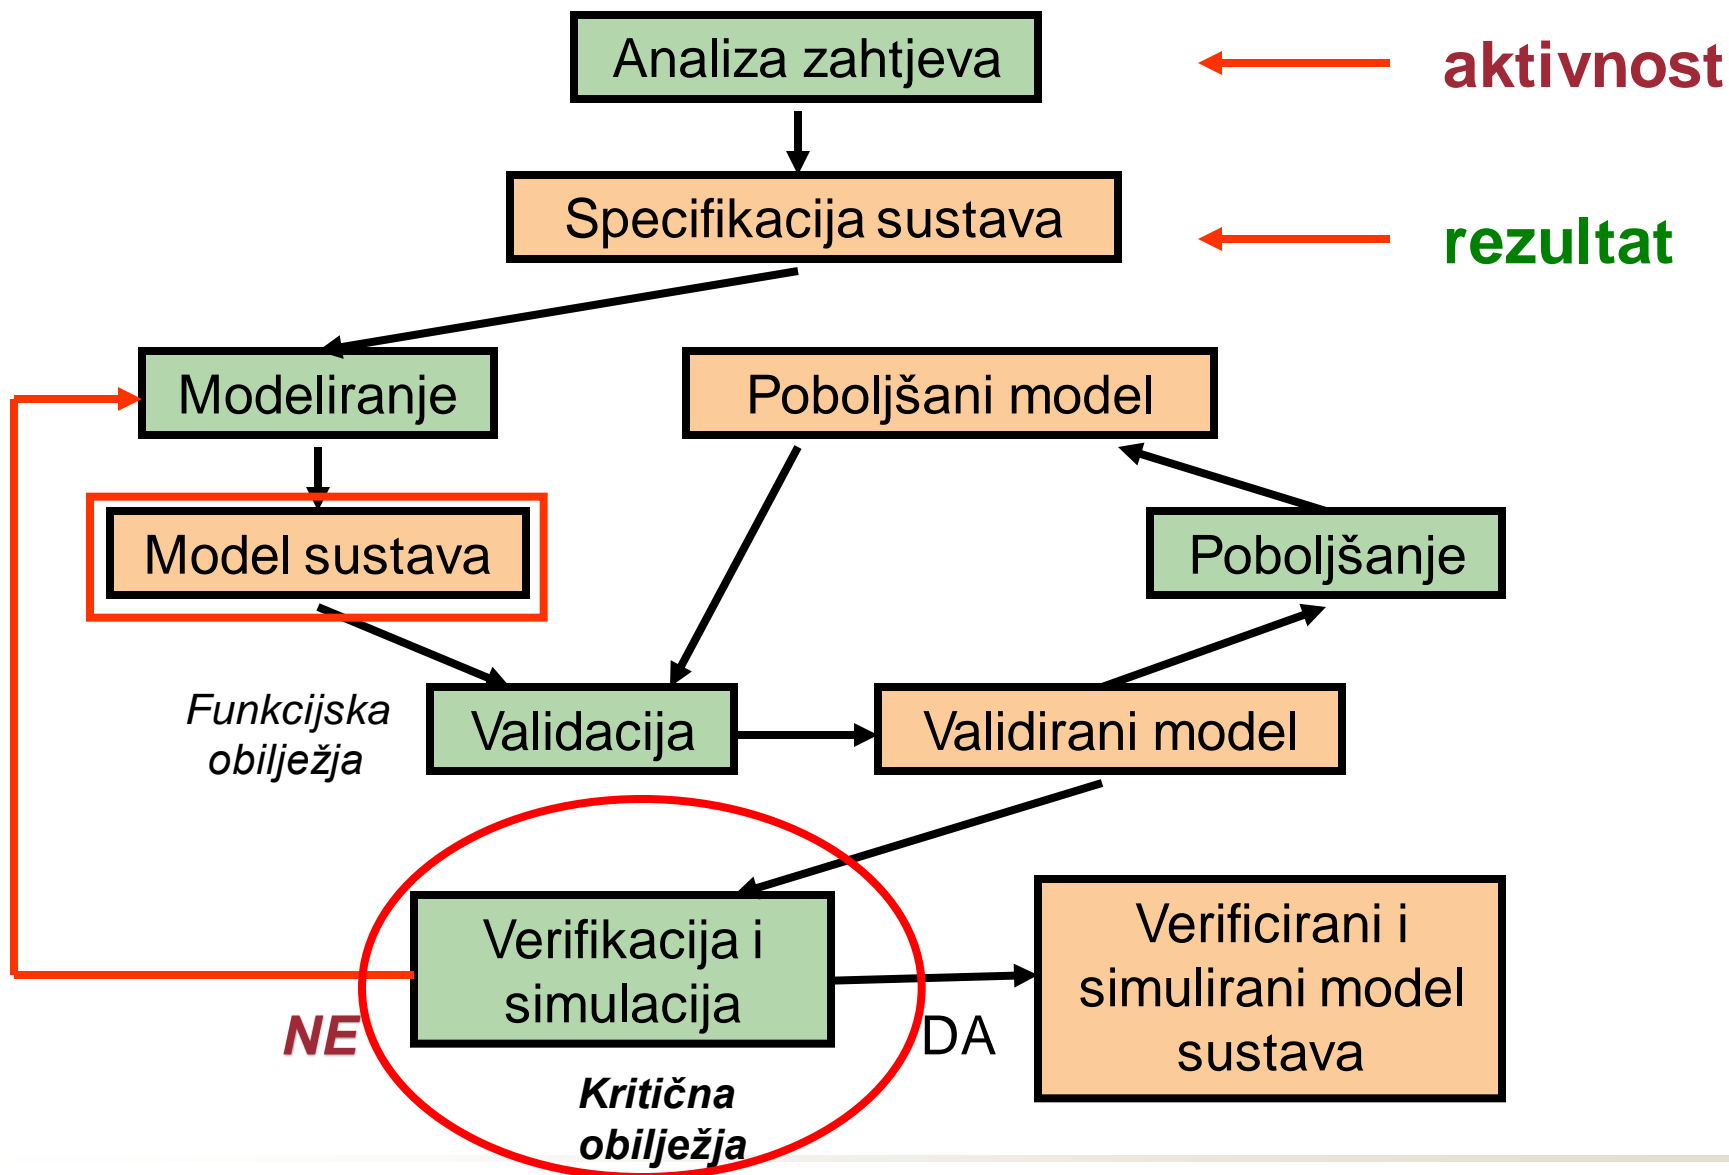 Analiza zahtjeva
aktivnost
Specifikacija sustava
rezultat
Modeliranje
Poboljšani model
Model sustava
Poboljšanje
Funkcijska
obilježja
Validacija
Validirani model
Verifikacija i
simulacija
Verificirani i
simulirani model
sustava
NE
DA
Kritična
obilježja